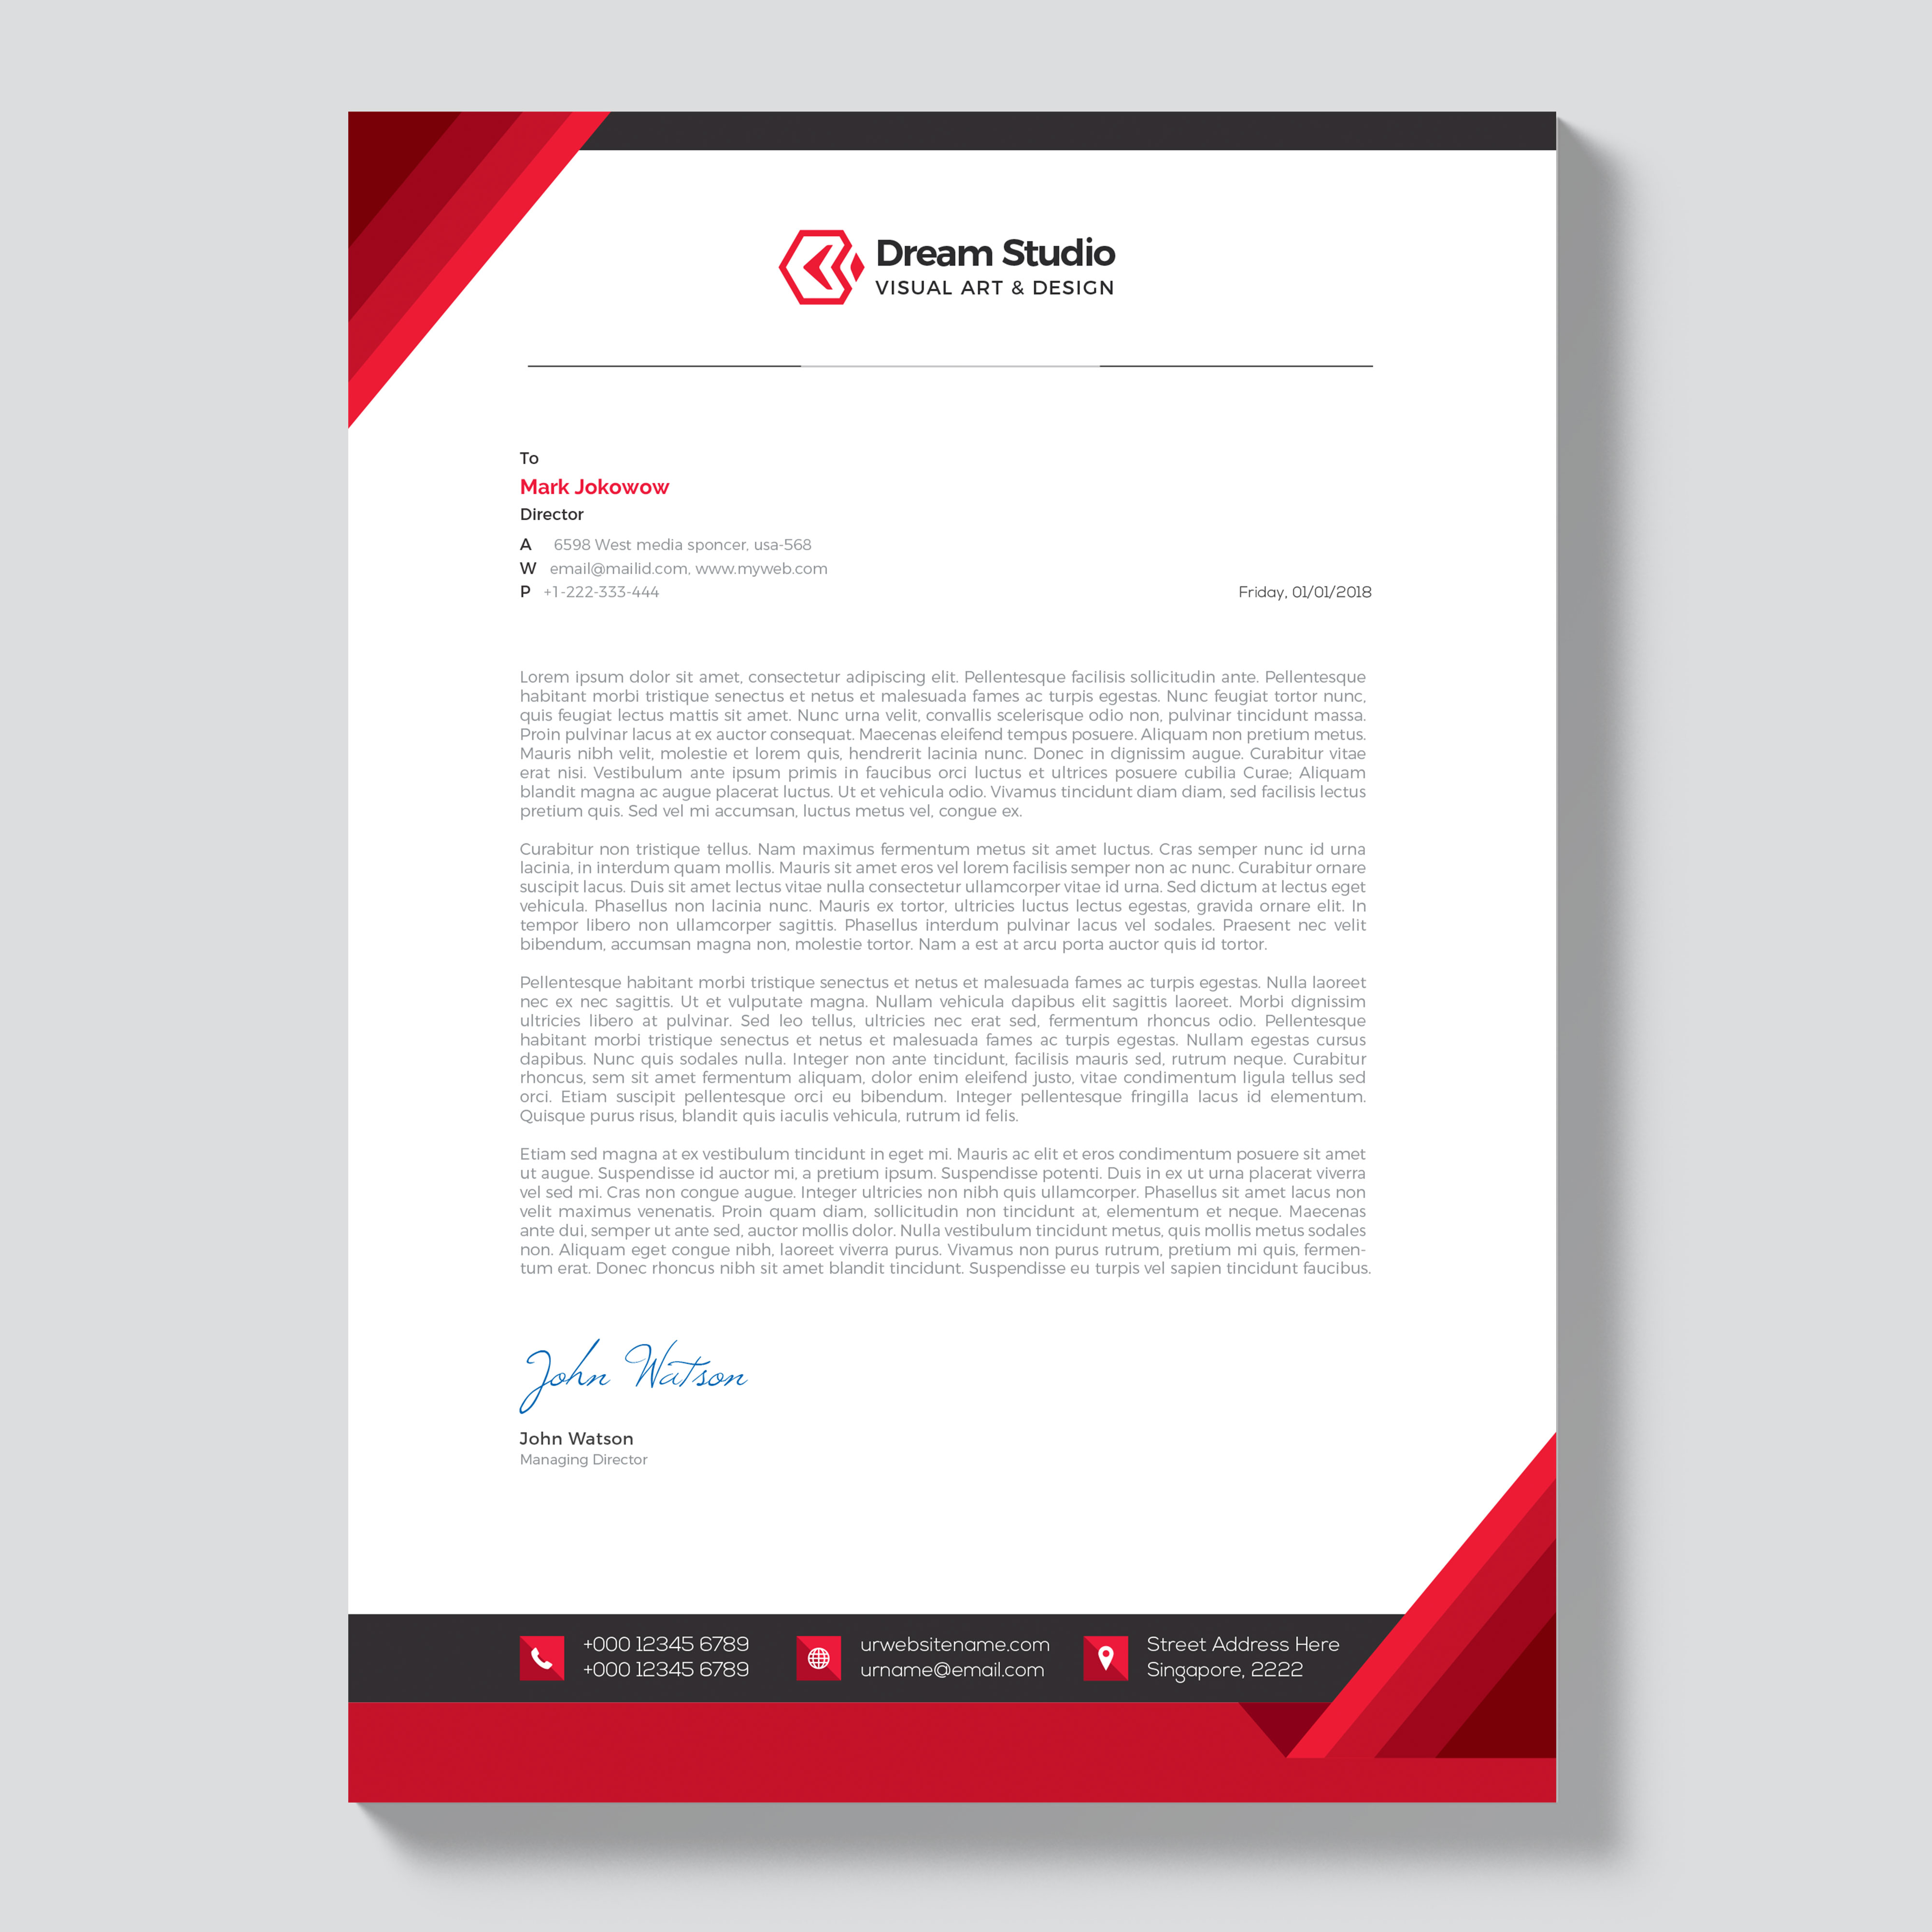 Dream Studio
VISUAL ART & DESIGN
To
Mark Jokowow
Director
A 6598 West media sponcer, usa-568
W email@mailid.com, www.myweb.com
P +1-222-333-444
Friday, 01/01/2018
Lorem ipsum dolor sit amet, consectetur adipiscing elit. Pellentesque facilisis sollicitudin ante. Pellentesque
habitant morbi tristique senectus et netus et malesuada fames ac turpis egestas. Nunc feugiat tortor nunc,
quis feugiat lectus mattis sit amet. Nunc urna velit, convallis scelerisque odio non, pulvinar tincidunt massa.
Proin pulvinar lacus at ex auctor consequat. Maecenas eleifend tempus posuere. Aliquam non pretium metus.
Mauris nibh velit, molestie et lorem quis, hendrerit lacinia nunc. Donec in dignissim augue. Curabitur vitae
erat nisi. Vestibulum ante ipsum primis in faucibus orci luctus et ultrices posuere cubilia Curae; Aliquam
blandit magna ac augue placerat luctus. Ut et vehicula odio. Vivamus tincidunt diam diam, sed facilisis lectus
pretium quis. Sed vel mi accumsan, luctus metus vel, congue ex.
Curabitur non tristique tellus. Nam maximus fermentum metus sit amet luctus. Cras semper nunc id urna
lacinia, in interdum quam mollis. Mauris sit amet eros vel lorem facilisis semper non ac nunc. Curabitur ornare
suscipit lacus. Duis sit amet lectus vitae nulla consectetur ullamcorper vitae id urna. Sed dictum at lectus eget
vehicula. Phasellus non lacinia nunc. Mauris ex tortor, ultricies luctus lectus egestas, gravida ornare elit. In
tempor libero non ullamcorper sagittis. Phasellus interdum pulvinar lacus vel sodales. Praesent nec velit
bibendum, accumsan magna non, molestie tortor. Nam a est at arcu porta auctor quis id tortor.
Pellentesque habitant morbi tristique senectus et netus et malesuada fames ac turpis egestas. Nulla laoreet
nec ex nec sagittis. Ut et vulputate magna. Nullam vehicula dapibus elit sagittis laoreet. Morbi dignissim
ultricies libero at pulvinar. Sed leo tellus, ultricies nec erat sed, fermentum rhoncus odio. Pellentesque
habitant morbi tristique senectus et netus et malesuada fames ac turpis egestas. Nullam egestas cursus
dapibus. Nunc quis sodales nulla. Integer non ante tincidunt, facilisis mauris sed, rutrum neque. Curabitur
rhoncus, sem sit amet fermentum aliquam, dolor enim eleifend justo, vitae condimentum ligula tellus sed
orci. Etiam suscipit pellentesque orci eu bibendum. Integer pellentesque fringilla lacus id elementum.
Quisque purus risus, blandit quis iaculis vehicula, rutrum id felis.
Etiam sed magna at ex vestibulum tincidunt in eget mi. Mauris ac elit et eros condimentum posuere sit amet
ut augue. Suspendisse id auctor mi, a pretium ipsum. Suspendisse potenti. Duis in ex ut urna placerat viverra
vel sed mi. Cras non congue augue. Integer ultricies non nibh quis ullamcorper. Phasellus sit amet lacus non
velit maximus venenatis. Proin quam diam, sollicitudin non tincidunt at, elementum et neque. Maecenas
ante dui, semper ut ante sed, auctor mollis dolor. Nulla vestibulum tincidunt metus, quis mollis metus sodales
non. Aliquam eget congue nibh, laoreet viverra purus. Vivamus non purus rutrum, pretium mi quis, fermen-
tum erat. Donec rhoncus nibh sit amet blandit tincidunt. Suspendisse eu turpis vel sapien tincidunt faucibus.
John Watson
John Watson
Managing Director
+000 12345 6789
+000 12345 6789
urwebsitename.com
urname@email.com
Street Address Here
Singapore, 2222